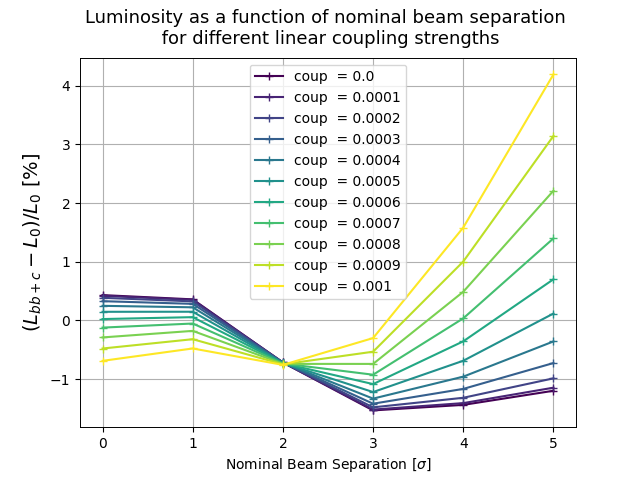 Luminosity as a function of nominal beam separation
for different linear coupling strengths
(L_{bb+c} − L_0)/L_0 [%]
4
3
2
1
0
−1
coup = 0.0
coup = 0.0001
coup = 0.0002
coup = 0.0003
coup = 0.0004
coup = 0.0005
coup = 0.0006
coup = 0.0007
coup = 0.0008
coup = 0.0009
coup = 0.001
0 1 2 3 4 5
Nominal Beam Separation [σ]